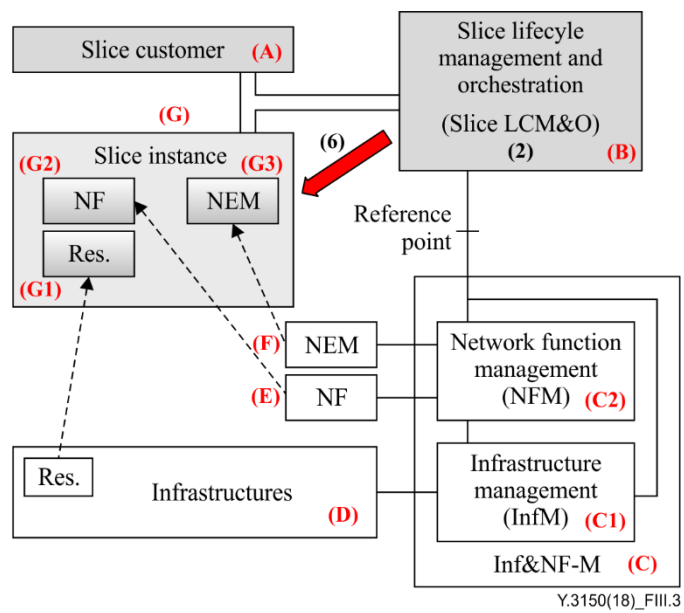 Slice customer (A)
Slice lifecyle
management and
orchestration
(Slice LCM&O)
(2) (B)
(G)
Slice instance
(6)
(G2) (G3)
NF NEM
Res.
(G1)
Reference
point
(F) NEM
(E) NF
Network function
management
(NFM) (C2)
Res. Infrastructures (D)
Infrastructure
management
(InfM) (C1)
Inf&NF-M (C)
Y.3150(18)_FIII.3